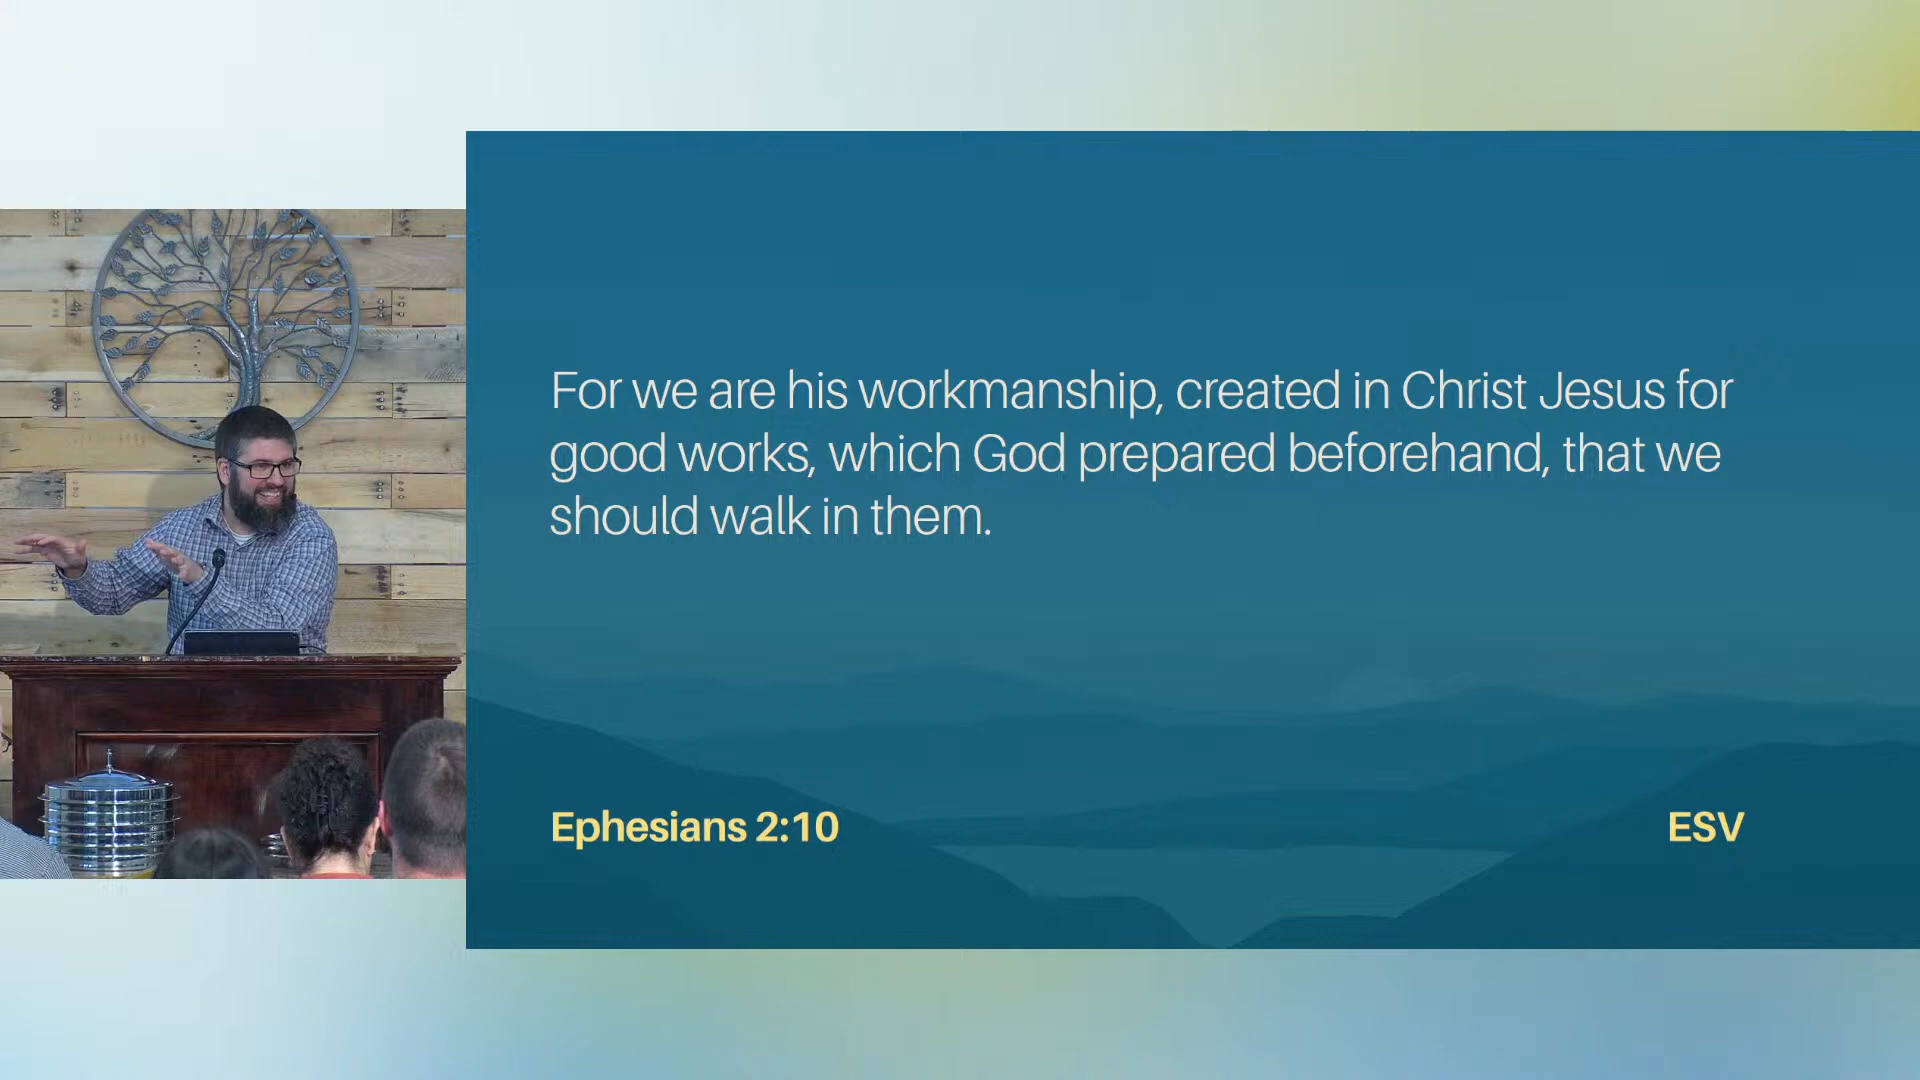 For we are his workmanship, created in Christ Jesus for
good works, which God prepared beforehand, that we
should walk in them.
Ephesians 2:10
ESV